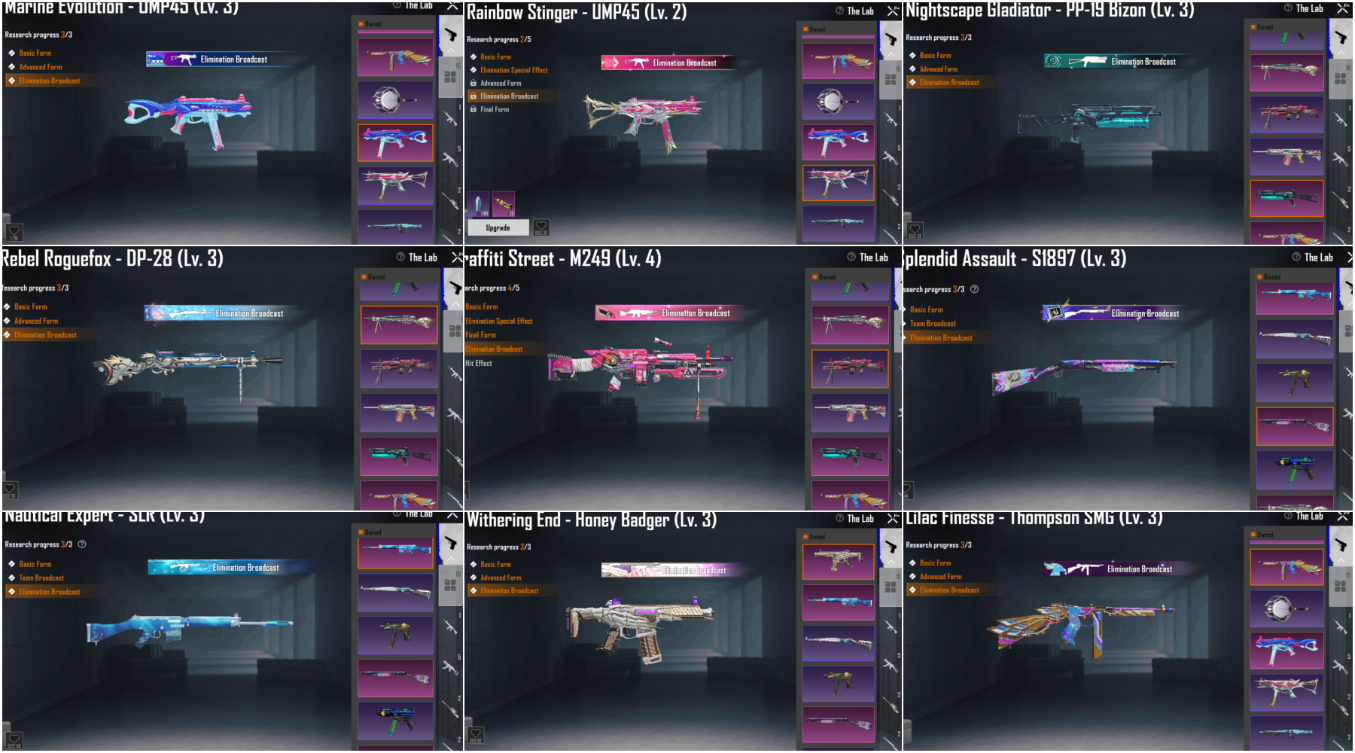 Marine Evolution - UMP45 (Lv. 3)
The Lab
Research progress 3/3
Basic Form
Advanced Form
Elimination Broadcast
Elimination Broadcast
Owned
Rainbow Stinger - UMP45 (Lv. 2)
The Lab
Research progress 2/5
Basic Form
Elimination Special Effect
Advanced Form
Elimination Broadcast
Final Form
Elimination Broadcast
Owned
Upgrade
Nightscape Gladiator - PP-19 Bizon (Lv. 3)
The Lab
Research progress 3/3
Basic Form
Advanced Form
Elimination Broadcast
Elimination Broadcast
Owned
Rebel Roguefox - DP-28 (Lv. 3)
The Lab
Research progress 3/3
Basic Form
Advanced Form
Elimination Broadcast
Elimination Broadcast
Owned
raffiti Street - M249 (Lv. 4)
The Lab
earch progress 4/5
Basic Form
Elimination Special Effect
Final Form
Elimination Broadcast
Hit Effect
Elimination Broadcast
Owned
Splendid Assault - S1897 (Lv. 3)
The Lab
esearch progress 3/3
Basic Form
Team Broadcast
Elimination Broadcast
Elimination Broadcast
Owned
Nautical Expert - SLR (Lv. 3)
The Lab
Research progress 3/3
Basic Form
Team Broadcast
Elimination Broadcast
Elimination Broadcast
Owned
Withering End - Honey Badger (Lv. 3)
The Lab
Research progress 3/3
Basic Form
Advanced Form
Elimination Broadcast
Elimination Broadcast
Owned
Lilac Finesse - Thompson SMG (Lv. 3)
The Lab
Research progress 3/3
Basic Form
Advanced Form
Elimination Broadcast
Elimination Broadcast
Owned